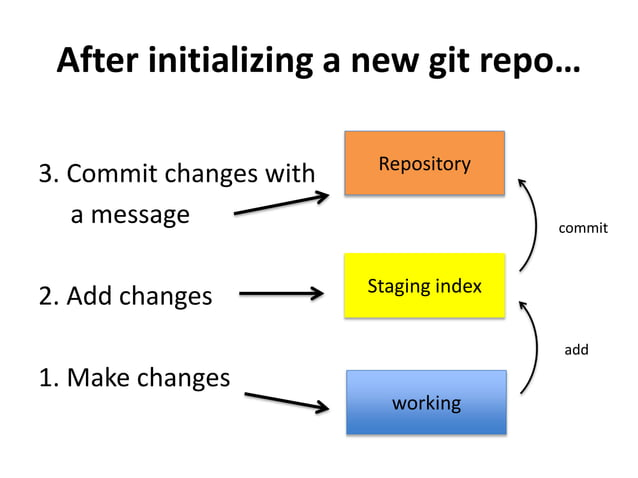 After initializing a new git repo…
3. Commit changes with
a message
Repository
commit
2. Add changes
Staging index
add
1. Make changes
working